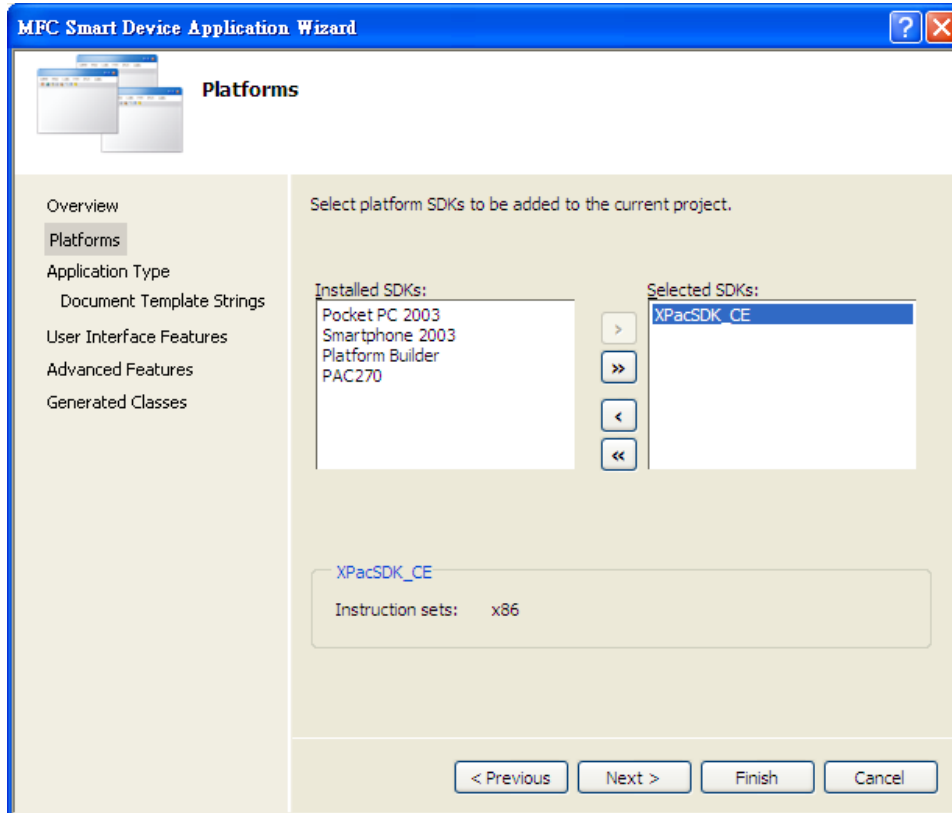 MFC Smart Device Application Wizard
Platforms
Overview
Platforms
Application Type
Document Template Strings
User Interface Features
Advanced Features
Generated Classes
Select platform SDKs to be added to the current project.
Installed SDKs:
Pocket PC 2003
Smartphone 2003
Platform Builder
PAC270
>
»
<
«
Selected SDKs:
XPacSDK_CE
XPacSDK_CE
Instruction sets: x86
< Previous Next > Finish Cancel